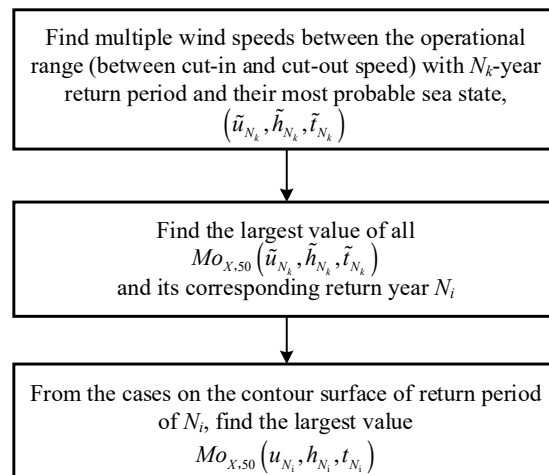 Find multiple wind speeds between the operational
range (between cut-in and cut-out speed) with N_k-year
return period and their most probable sea state,
(ũ_{N_k}, h̃_{N_k}, t̃_{N_k})
Find the largest value of all
Mo_{X,50}(ũ_{N_k}, h̃_{N_k}, t̃_{N_k})
and its corresponding return year N_i
From the cases on the contour surface of return period
of N_i, find the largest value
Mo_{X,50}(u_{N_i}, h_{N_i}, t_{N_i})